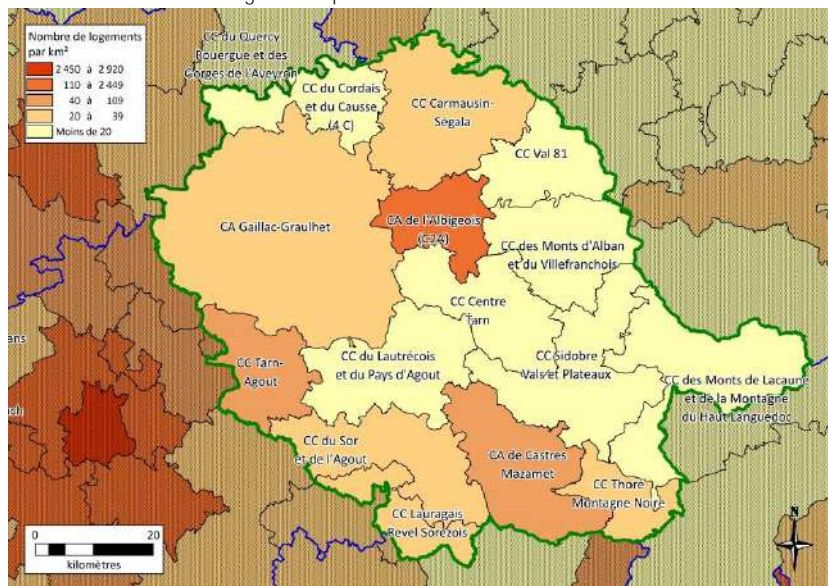 Nombre de logements
par km²
2 450 à 2 920
110 à 2 449
40 à 109
20 à 39
Moins de 20
CC du Quercy
Rouergue et des
Gorges de l'Aveyron
CC du Cordais
et du Causse
(4 C)
CC Carmausin-
Ségala
CC Val 81
CA Gaillac-Graulhet
CA de l'Albigeois
(C2A)
CC des Monts d'Alban
et du Villefranchois
CC Centre
Tarn
CC Tarn-
Agout
CC du Lautrécois
et du Pays d'Agout
CC Sidobre
Vals et Plateaux
CC des Monts de Lacaune
et de la Montagne
du Haut Languedoc
CC du Sor
et de l'Agout
CA de Castres
Mazamet
CC Thoré
Montagne Noire
CC Lauragais
Revel Sorèzois
0 20
kilomètres
N